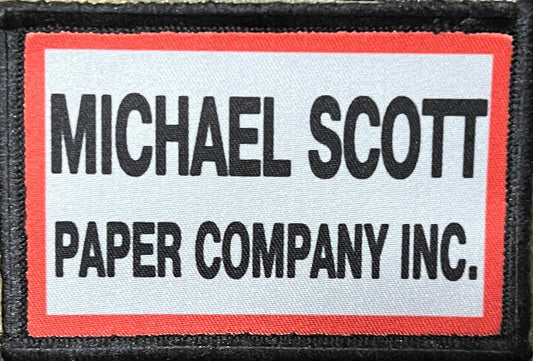 MICHAEL SCOTT
PAPER COMPANY INC.